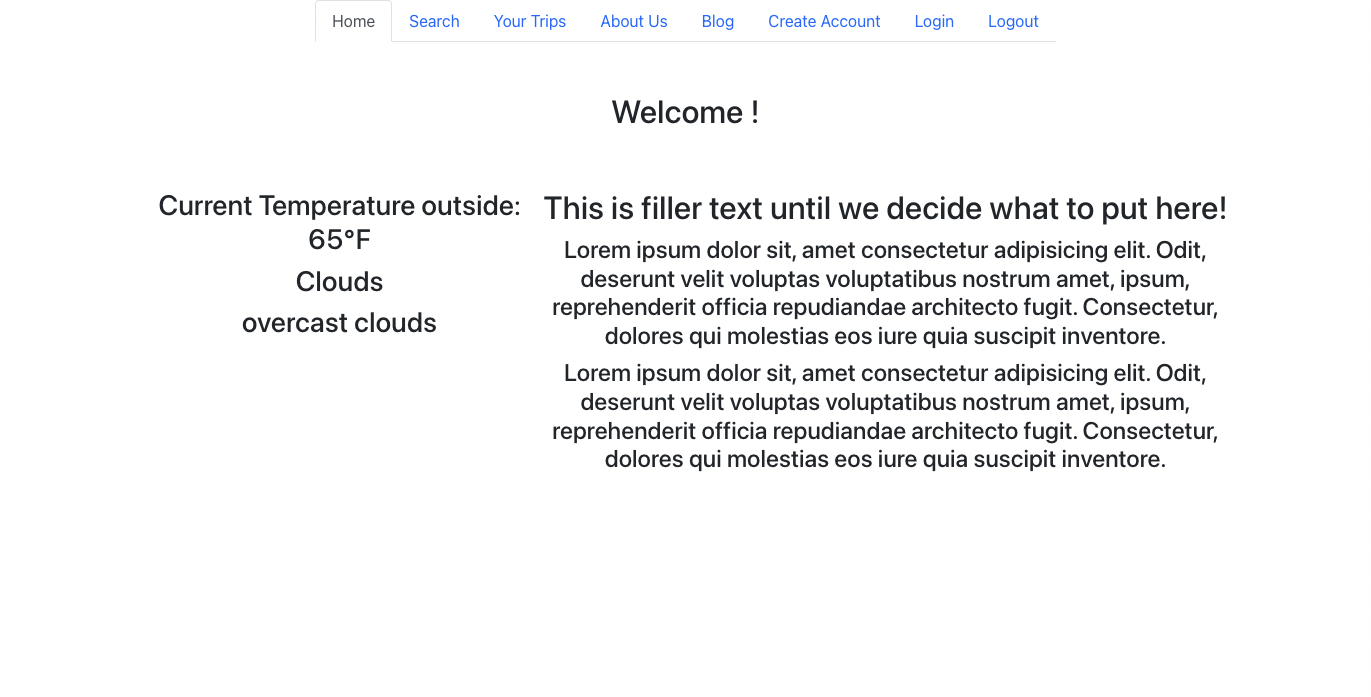 Home Search Your Trips About Us Blog Create Account Login Logout
Welcome !
Current Temperature outside:
65°F
Clouds
overcast clouds
This is filler text until we decide what to put here!
Lorem ipsum dolor sit, amet consectetur adipisicing elit. Odit,
deserunt velit voluptas voluptatibus nostrum amet, ipsum,
reprehenderit officia repudiandae architecto fugit. Consectetur,
dolores qui molestias eos iure quia suscipit inventore.
Lorem ipsum dolor sit, amet consectetur adipisicing elit. Odit,
deserunt velit voluptas voluptatibus nostrum amet, ipsum,
reprehenderit officia repudiandae architecto fugit. Consectetur,
dolores qui molestias eos iure quia suscipit inventore.